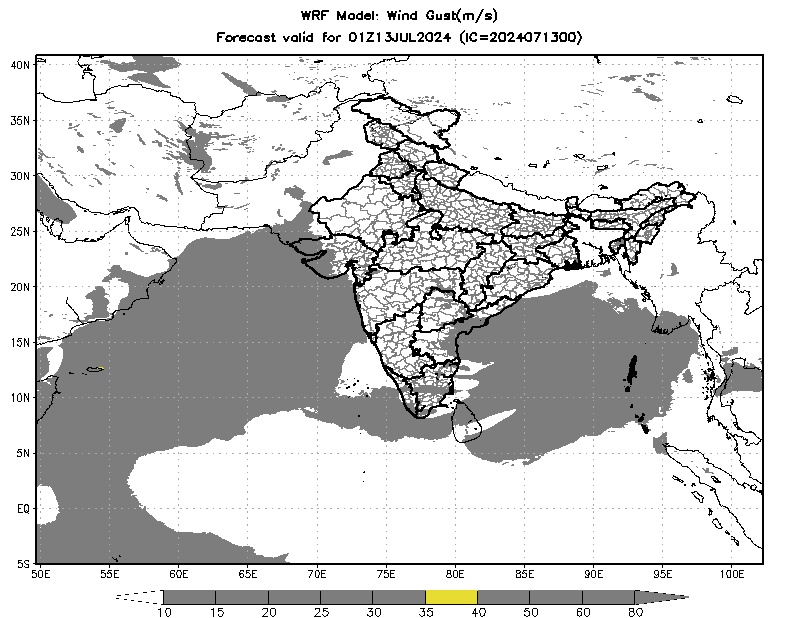 WRF Model: Wind Gust(m/s)
Forecast valid for 01Z13JUL2024 (IC=2024071300)
40N
35N
30N
25N
20N
15N
10N
5N
EQ
5S
50E 55E 60E 65E 70E 75E 80E 85E 90E 95E 100E
10 15 20 25 30 35 40 50 60 80